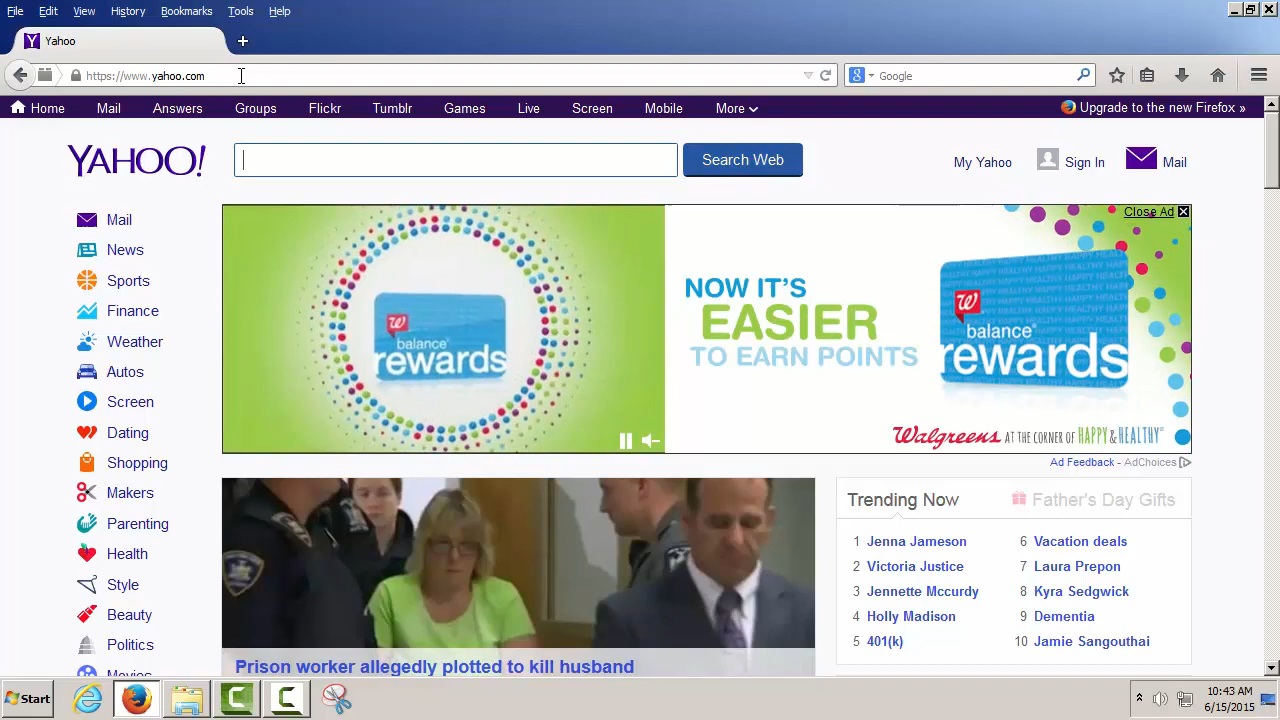 File Edit View History Bookmarks Tools Help
Yahoo
https://www.yahoo.com
Google
Home Mail Answers Groups Flickr Tumblr Games Live Screen Mobile More Upgrade to the new Firefox »
YAHOO! Search Web My Yahoo Sign In Mail
Close Ad
Mail
News
Sports
Finance
Weather
Autos
Screen
Dating
Shopping
Makers
Parenting
Health
Style
Beauty
Politics
Movies
balance
rewards
NOW IT'S
EASIER
TO EARN POINTS
balance®
rewards
Walgreens AT THE CORNER OF HAPPY & HEALTHY
Ad Feedback - AdChoices
Prison worker allegedly plotted to kill husband
Trending Now Father's Day Gifts
1 Jenna Jameson
2 Victoria Justice
3 Jennette Mccurdy
4 Holly Madison
5 401(k)
6 Vacation deals
7 Laura Prepon
8 Kyra Sedgwick
9 Dementia
10 Jamie Sangouthai
Start
10:43 AM
6/15/2015